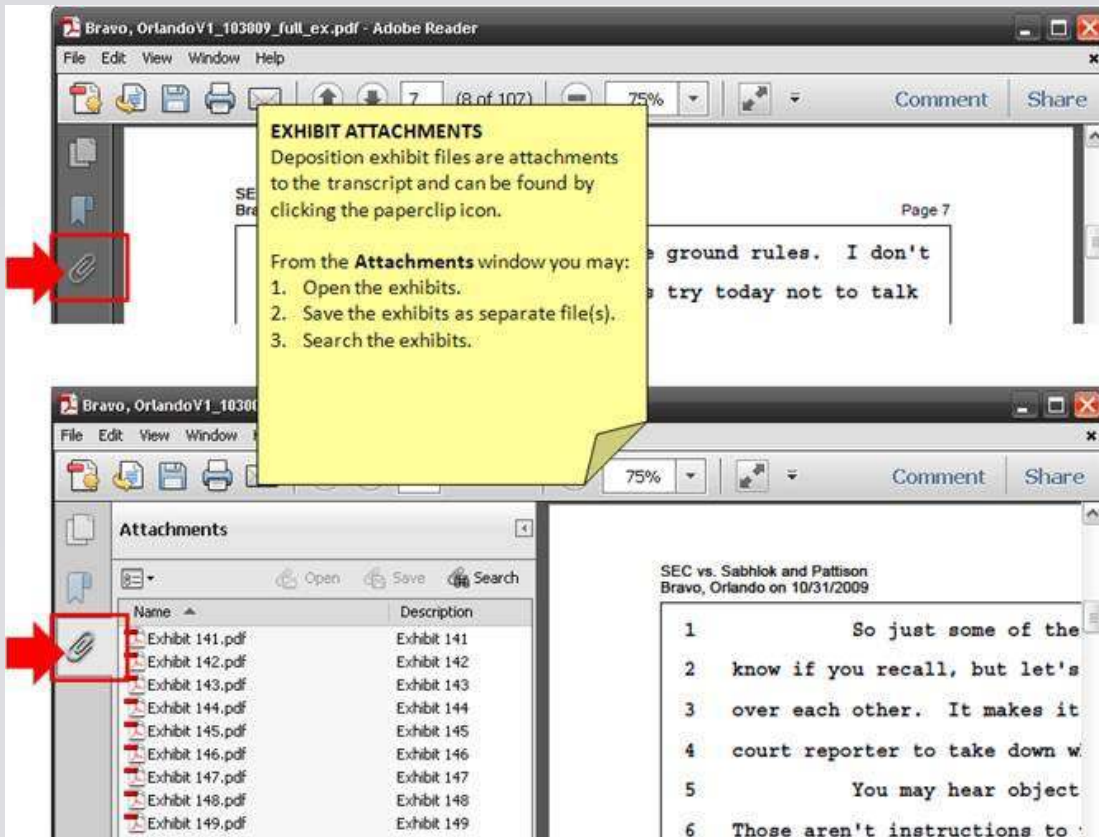 Bravo, OrlandoV1_103009_full_ex.pdf - Adobe Reader
File Edit View Window Help
7 (8 of 107) 75% Comment Share
EXHIBIT ATTACHMENTS
Deposition exhibit files are attachments
to the transcript and can be found by
clicking the paperclip icon.
From the Attachments window you may:
1. Open the exhibits.
2. Save the exhibits as separate file(s).
3. Search the exhibits.
Page 7
ground rules. I don't
try today not to talk
Bravo, OrlandoV1_1030
File Edit View Window
75% Comment Share
Attachments
Open Save Search
Name Description
Exhibit 141.pdf Exhibit 141
Exhibit 142.pdf Exhibit 142
Exhibit 143.pdf Exhibit 143
Exhibit 144.pdf Exhibit 144
Exhibit 145.pdf Exhibit 145
Exhibit 146.pdf Exhibit 146
Exhibit 147.pdf Exhibit 147
Exhibit 148.pdf Exhibit 148
Exhibit 149.pdf Exhibit 149
SEC vs. Sabhlok and Pattison
Bravo, Orlando on 10/31/2009
1 So just some of the
2 know if you recall, but let's
3 over each other. It makes it
4 court reporter to take down
5 You may hear object
6 Those aren't instructions to